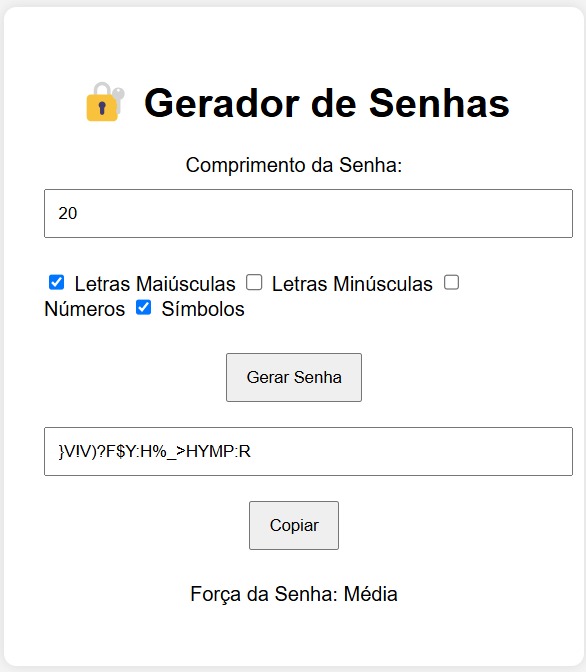 🔐 Gerador de Senhas
Comprimento da Senha:
20
Letras Maiúsculas Letras Minúsculas
Números Símbolos
Gerar Senha
}V!V)?F$Y:H%_>HYMP:R
Copiar
Força da Senha: Média